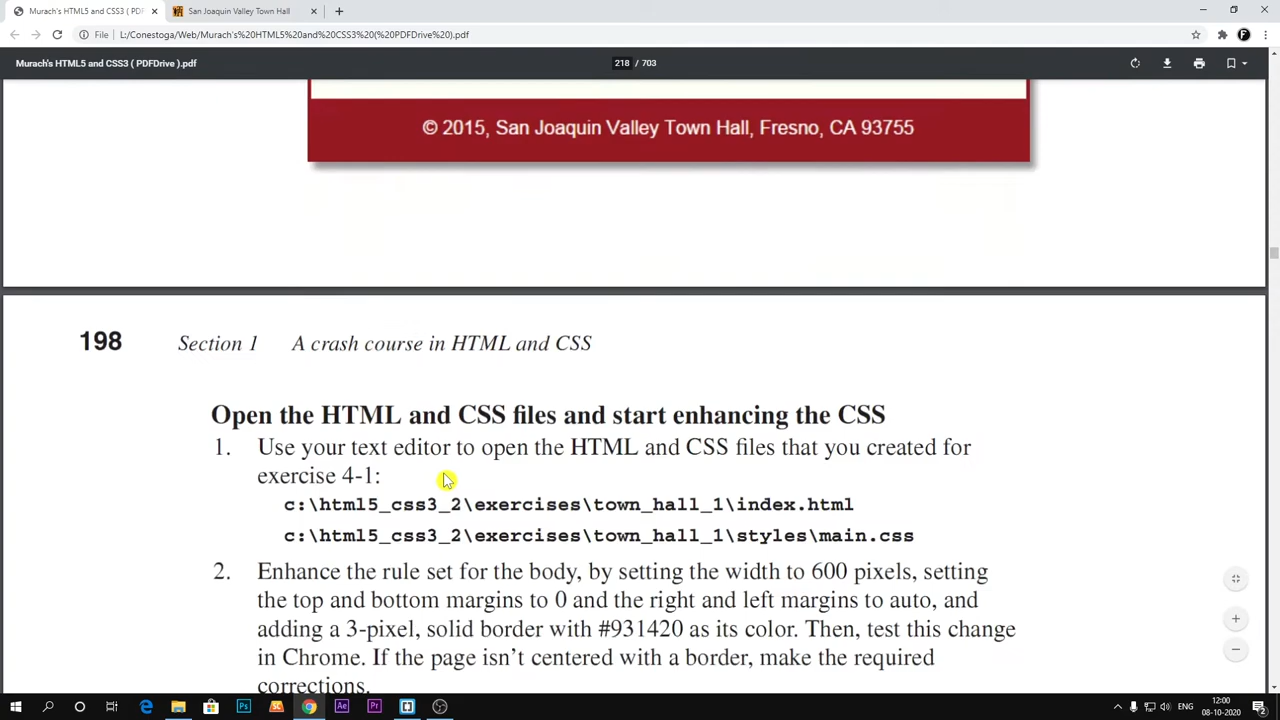 Murach's HTML5 and CSS3 ( PDF
San Joaquin Valley Town Hall
File
L:/Conestoga/Web/Murach's%20HTML5%20and%20CSS3%20(%20PDFDrive%20).pdf
Murach's HTML5 and CSS3 ( PDFDrive ).pdf
218 / 703
© 2015, San Joaquin Valley Town Hall, Fresno, CA 93755
198 Section 1 A crash course in HTML and CSS
Open the HTML and CSS files and start enhancing the CSS
1. Use your text editor to open the HTML and CSS files that you created for
exercise 4-1:
c:\html5_css3_2\exercises\town_hall_1\index.html
c:\html5_css3_2\exercises\town_hall_1\styles\main.css
2. Enhance the rule set for the body, by setting the width to 600 pixels, setting
the top and bottom margins to 0 and the right and left margins to auto, and
adding a 3-pixel, solid border with #931420 as its color. Then, test this change
in Chrome. If the page isn't centered with a border, make the required
corrections.
ENG
12:00
08-10-2020